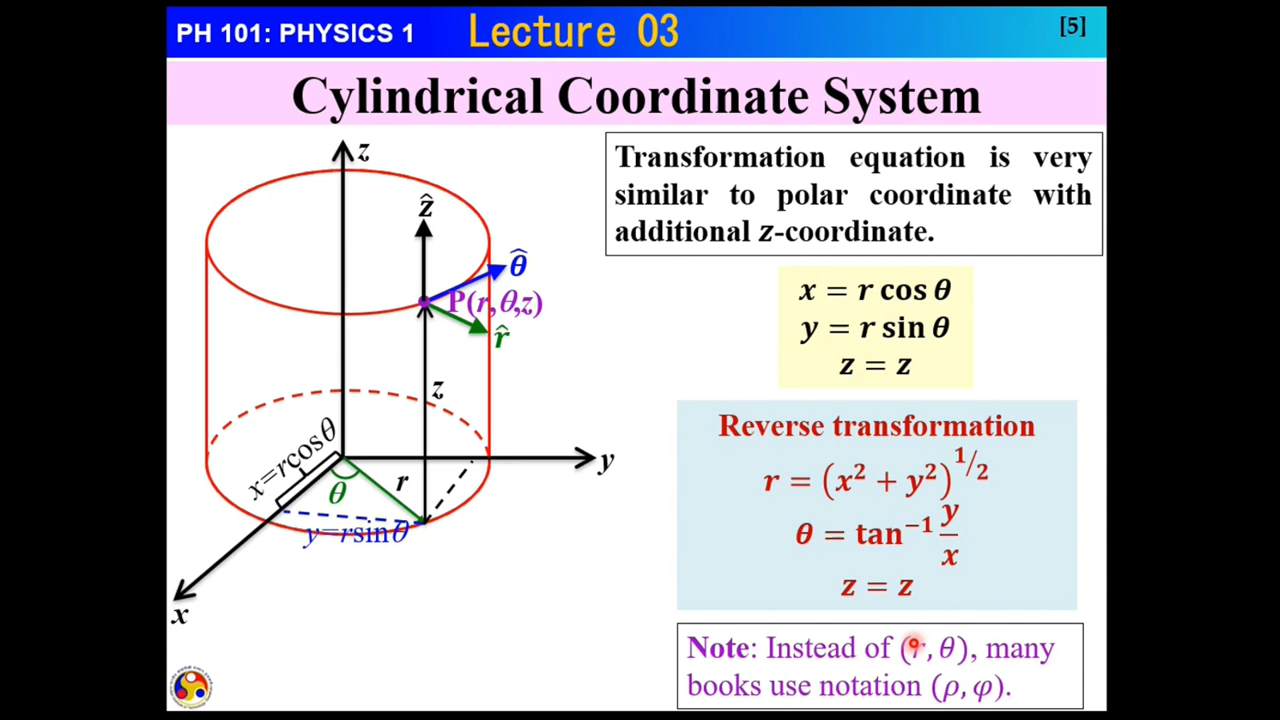 PH 101: PHYSICS 1
Lecture 03
[5]
Cylindrical Coordinate System
z
ẑ
θ̂
P(r,θ,z)
r̂
z
x=rcosθ
y
r
θ
y=rsinθ
x
Transformation equation is very
similar to polar coordinate with
additional z-coordinate.
x = r cos θ
y = r sin θ
z = z
Reverse transformation
r = (x² + y²)^1/2
θ = tan⁻¹ y/x
z = z
Note: Instead of (r, θ), many
books use notation (ρ, φ).